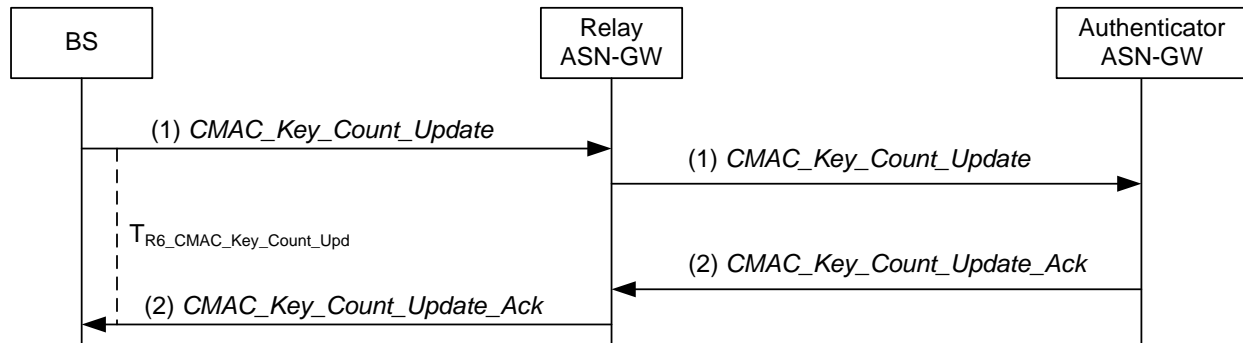 BS
Relay
ASN-GW
Authenticator
ASN-GW
(1) CMAC_Key_Count_Update
(1) CMAC_Key_Count_Update
TR6_CMAC_Key_Count_Upd
(2) CMAC_Key_Count_Update_Ack
(2) CMAC_Key_Count_Update_Ack